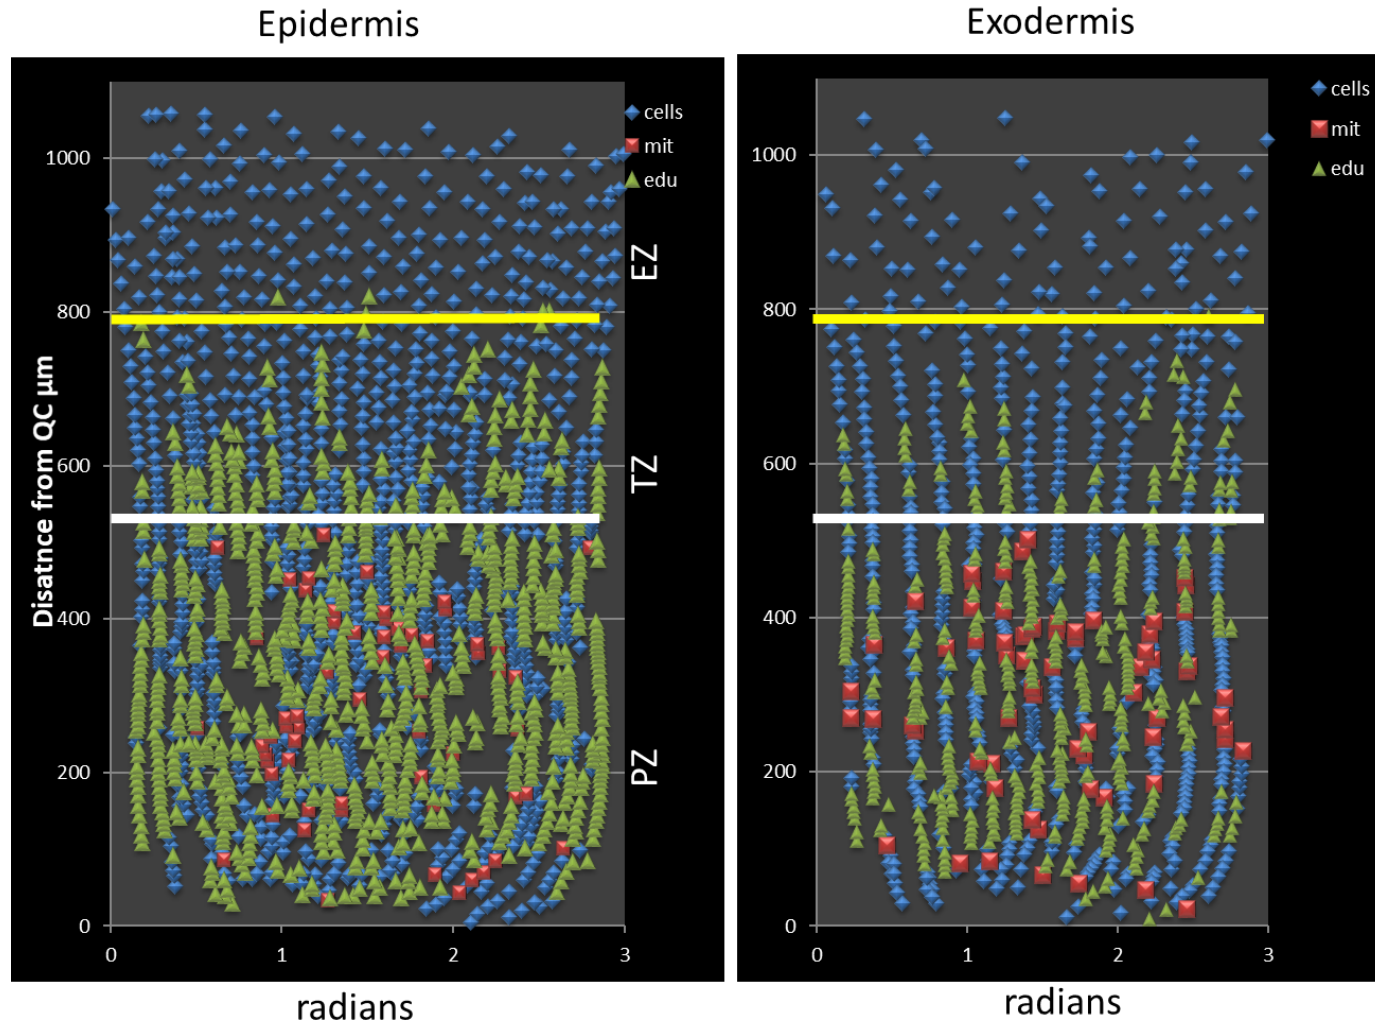 Epidermis
Exodermis
cells
mit
edu
cells
mit
edu
1000
800
600
400
200
0
0
1
2
3
Disatnce from QC µm
EZ
TZ
PZ
radians
1000
800
600
400
200
0
0
1
2
3
radians